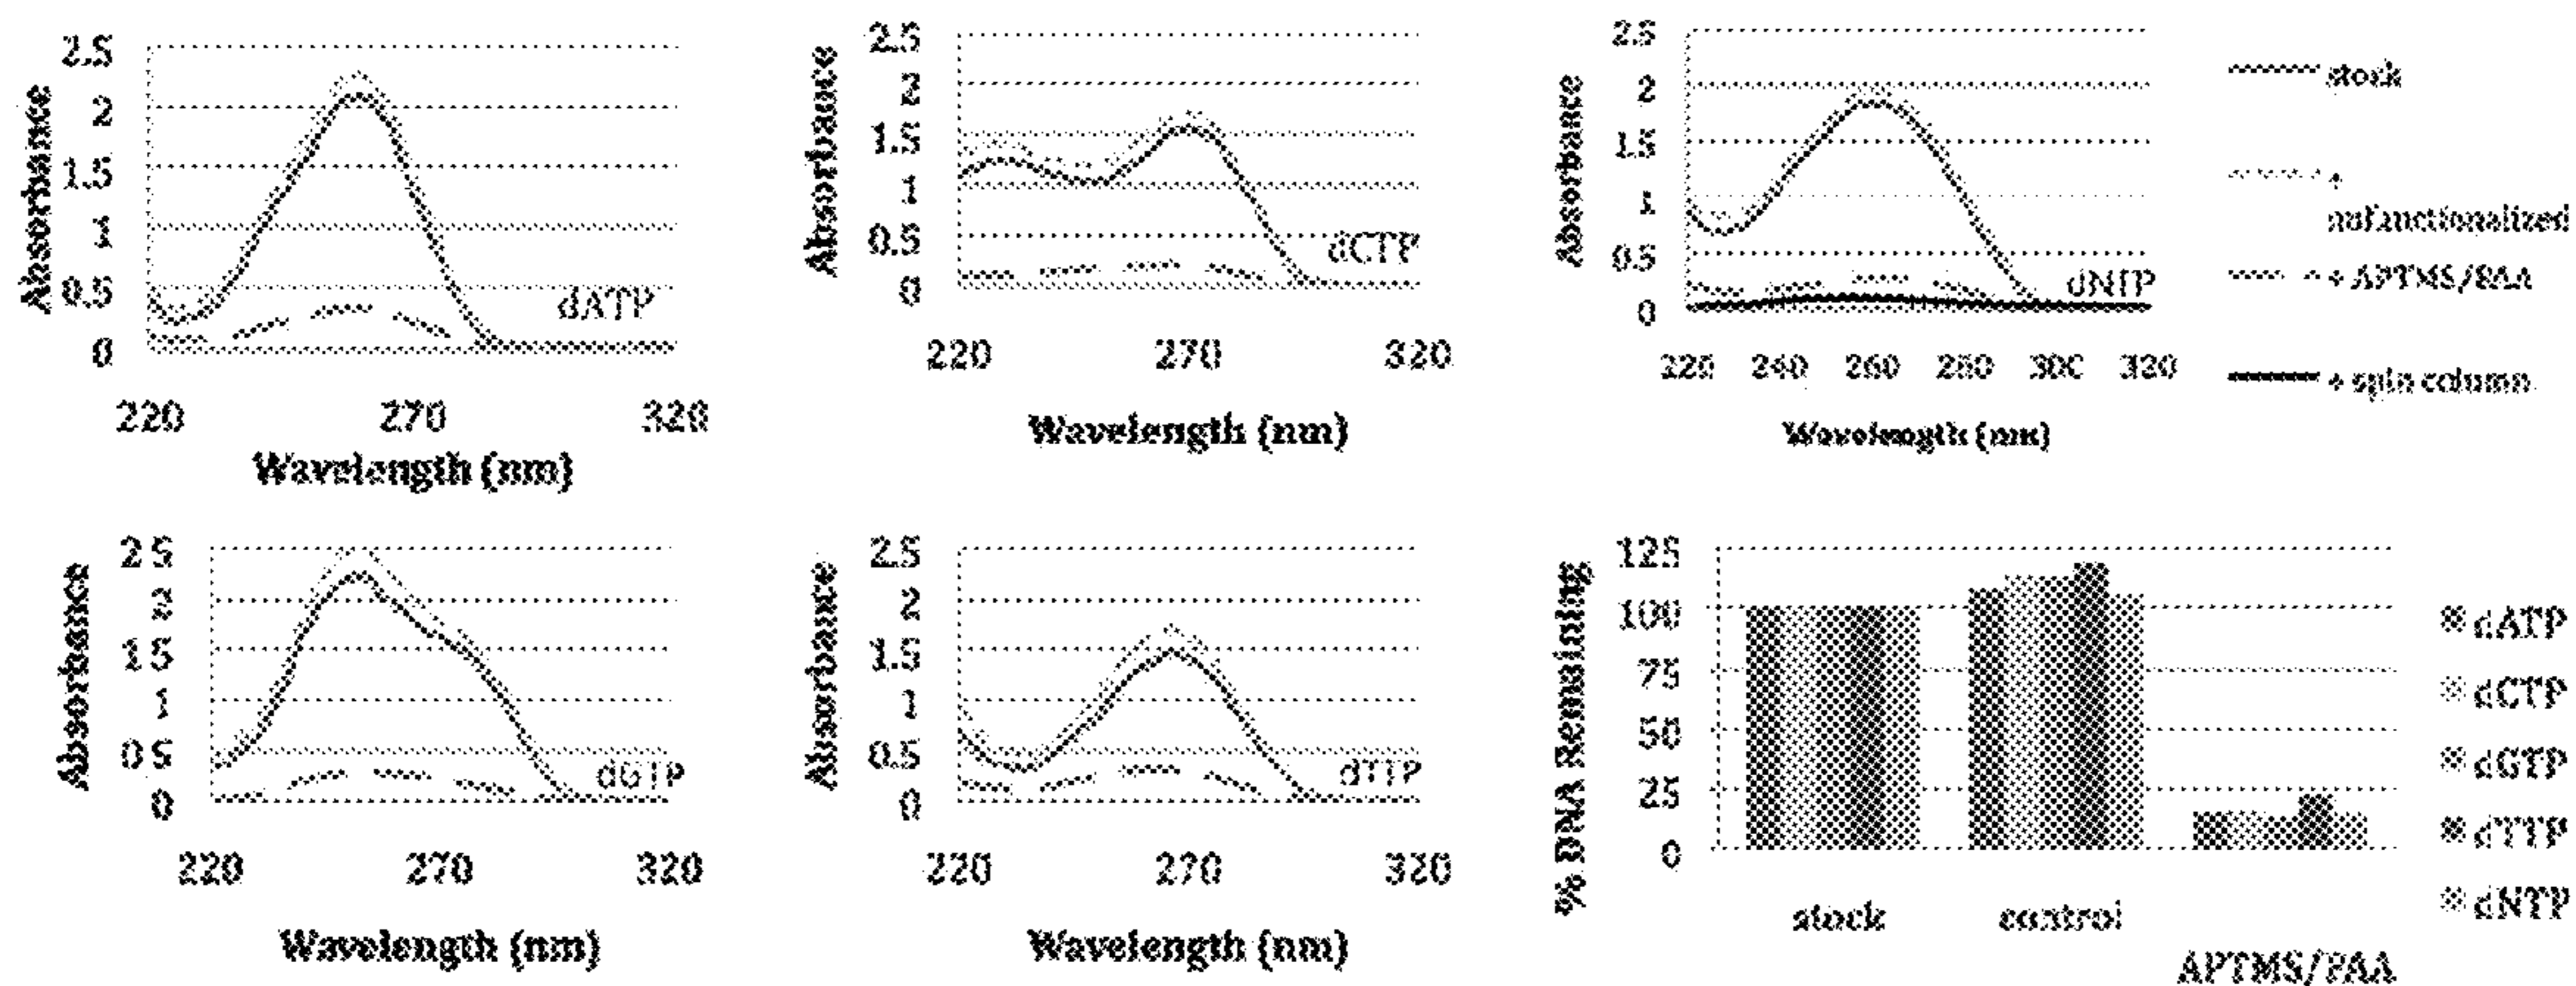 2.5
2
1.5
1
0.5
0
Absorbance
dATP
220 270 320
Wavelength (nm)
2.5
2
1.5
1
0.5
0
Absorbance
dCTP
220 270 320
Wavelength (nm)
2.5
2
1.5
1
0.5
0
Absorbance
dNTP
220 240 260 280 300 320
Wavelength (nm)
stock
+
unfunctionalized
+ APTMS/PAA
+ spin column
2 5
2
1 5
1
0 5
0
Absorbance
dGTP
220 270 320
Wavelength (nm)
2.5
2
1.5
1
0.5
0
Absorbance
dTTP
220 270 320
Wavelength (nm)
125
100
75
50
25
0
% DNA Remaining
stock control
APTMS/PAA
dATP
dCTP
dGTP
dTTP
dNTP